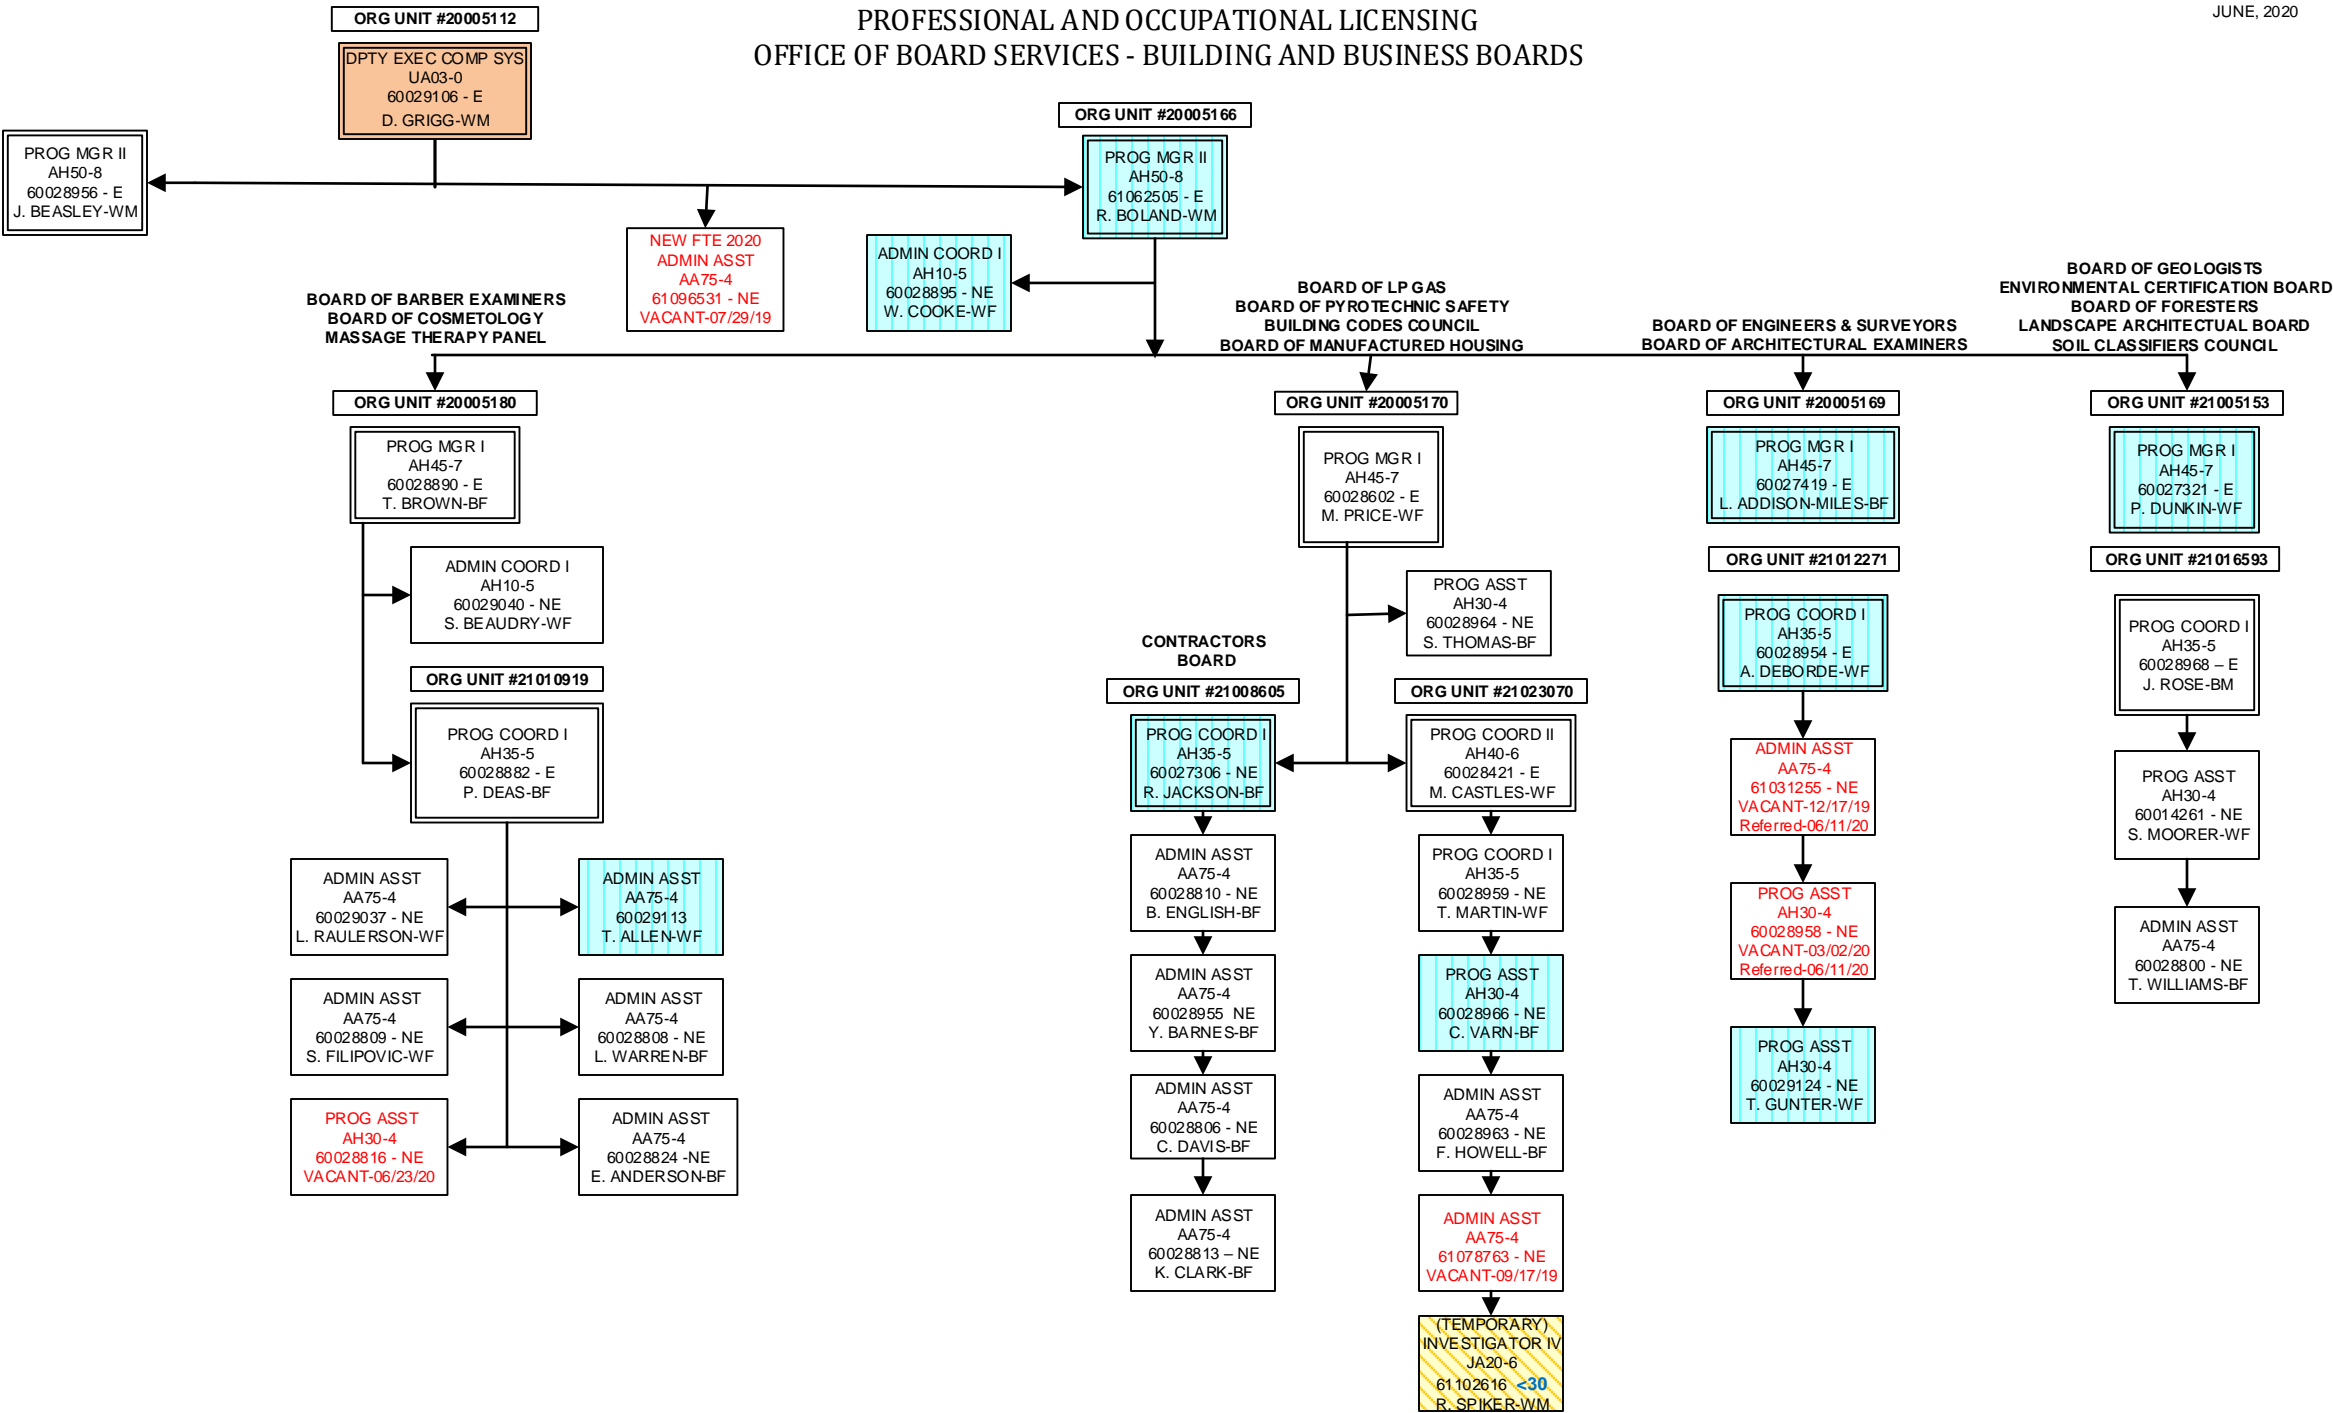 PROFESSIONAL AND OCCUPATIONAL LICENSING
OFFICE OF BOARD SERVICES - BUILDING AND BUSINESS BOARDS
JUNE, 2020
ORG UNIT #20005112
DPTY EXEC COMP SYS
UA03-0
60029106 - E
D. GRIGG-WM
PROG MGR II
AH50-8
60028956 - E
J. BEASLEY-WM
ORG UNIT #20005166
PROG MGR II
AH50-8
61062505 - E
R. BOLAND-WM
NEW FTE 2020
ADMIN ASST
AA75-4
61096531 - NE
VACANT-07/29/19
ADMIN COORD I
AH10-5
60028895 - NE
W. COOKE-WF
BOARD OF BARBER EXAMINERS
BOARD OF COSMETOLOGY
MASSAGE THERAPY PANEL
BOARD OF LP GAS
BOARD OF PYROTECHNIC SAFETY
BUILDING CODES COUNCIL
BOARD OF MANUFACTURED HOUSING
BOARD OF ENGINEERS & SURVEYORS
BOARD OF ARCHITECTURAL EXAMINERS
BOARD OF GEOLOGISTS
ENVIRONMENTAL CERTIFICATION BOARD
BOARD OF FORESTERS
LANDSCAPE ARCHITECTUAL BOARD
SOIL CLASSIFIERS COUNCIL
ORG UNIT #20005180
PROG MGR I
AH45-7
60028890 - E
T. BROWN-BF
ADMIN COORD I
AH10-5
60029040 - NE
S. BEAUDRY-WF
ORG UNIT #21010919
PROG COORD I
AH35-5
60028882 - E
P. DEAS-BF
ADMIN ASST
AA75-4
60029037 - NE
L. RAULERSON-WF
ADMIN ASST
AA75-4
60029113
T. ALLEN-WF
ADMIN ASST
AA75-4
60028809 - NE
S. FILIPOVIC-WF
ADMIN ASST
AA75-4
60028808 - NE
L. WARREN-BF
PROG ASST
AH30-4
60028816 - NE
VACANT-06/23/20
ADMIN ASST
AA75-4
60028824 -NE
E. ANDERSON-BF
ORG UNIT #20005170
PROG MGR I
AH45-7
60028602 - E
M. PRICE-WF
PROG ASST
AH30-4
60028964 - NE
S. THOMAS-BF
CONTRACTORS
BOARD
ORG UNIT #21008605
PROG COORD I
AH35-5
60027306 - NE
R. JACKSON-BF
ADMIN ASST
AA75-4
60028810 - NE
B. ENGLISH-BF
ADMIN ASST
AA75-4
60028955 NE
Y. BARNES-BF
ADMIN ASST
AA75-4
60028806 - NE
C. DAVIS-BF
ADMIN ASST
AA75-4
60028813 – NE
K. CLARK-BF
ORG UNIT #21023070
PROG COORD II
AH40-6
60028421 - E
M. CASTLES-WF
PROG COORD I
AH35-5
60028959 - NE
T. MARTIN-WF
PROG ASST
AH30-4
60028966 - NE
C. VARN-BF
ADMIN ASST
AA75-4
60028963 - NE
F. HOWELL-BF
ADMIN ASST
AA75-4
61078763 - NE
VACANT-09/17/19
(TEMPORARY)
INVESTIGATOR IV
JA20-6
61102616 <30
R. SPIKER-WM
ORG UNIT #20005169
PROG MGR I
AH45-7
60027419 - E
L. ADDISON-MILES-BF
ORG UNIT #21012271
PROG COORD I
AH35-5
60028954 - E
A. DEBORDE-WF
ADMIN ASST
AA75-4
61031255 - NE
VACANT-12/17/19
Referred-06/11/20
PROG ASST
AH30-4
60028958 - NE
VACANT-03/02/20
Referred-06/11/20
PROG ASST
AH30-4
60029124 - NE
T. GUNTER-WF
ORG UNIT #21005153
PROG MGR I
AH45-7
60027321 - E
P. DUNKIN-WF
ORG UNIT #21016593
PROG COORD I
AH35-5
60028968 – E
J. ROSE-BM
PROG ASST
AH30-4
60014261 - NE
S. MOORER-WF
ADMIN ASST
AA75-4
60028800 - NE
T. WILLIAMS-BF